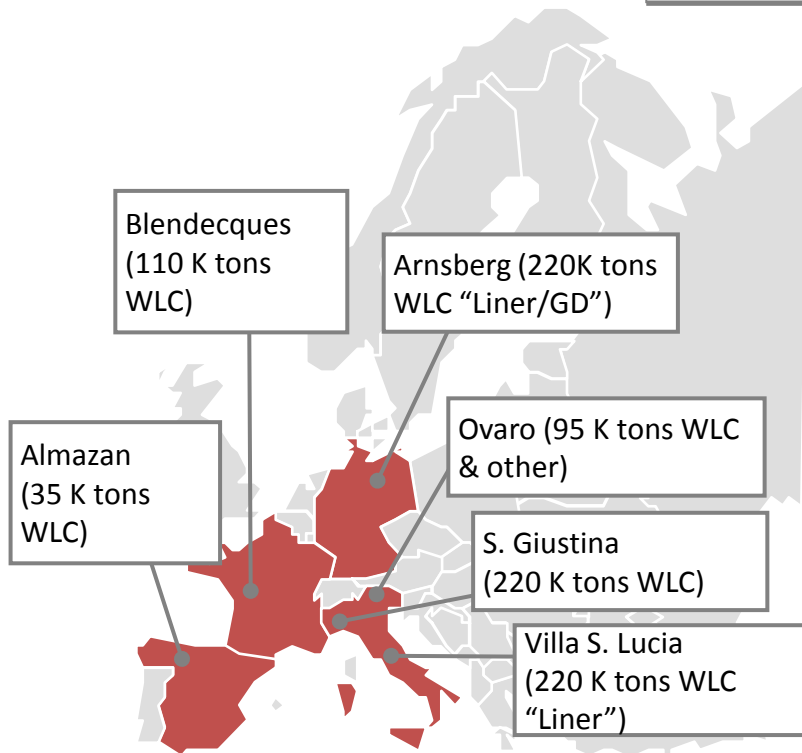 Blendecques
(110 K tons
WLC)
Arnsberg (220K tons
WLC “Liner/GD”)
Almazan
(35 K tons
WLC)
Ovaro (95 K tons WLC
& other)
S. Giustina
(220 K tons WLC)
Villa S. Lucia
(220 K tons WLC
“Liner”)